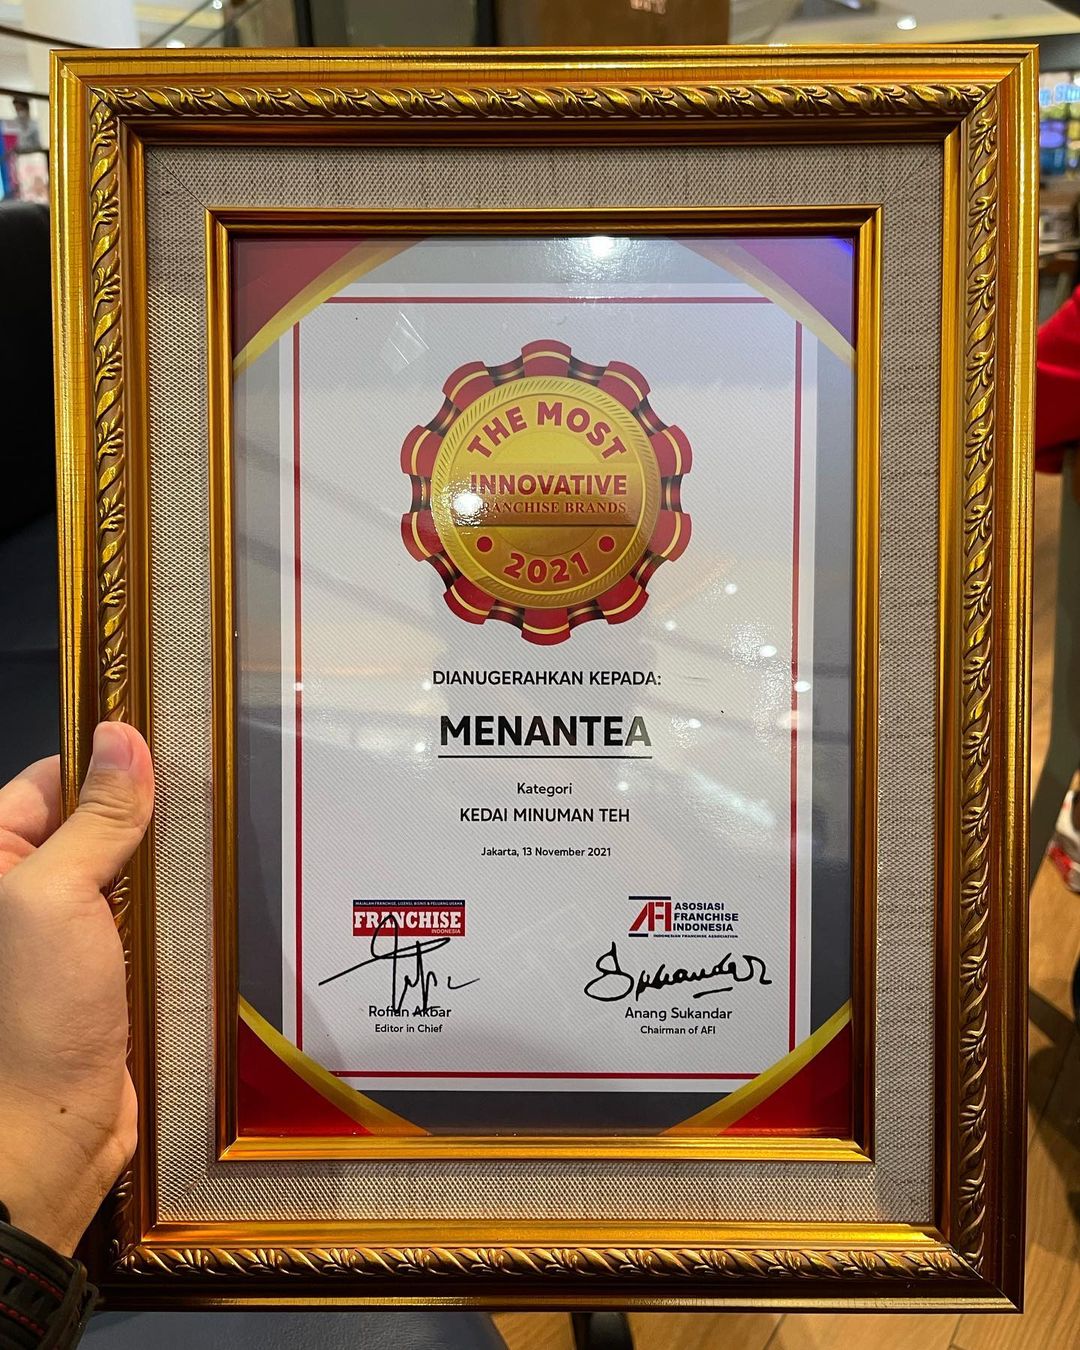 THE MOST
INNOVATIVE
FRANCHISE BRANDS
2021
DIANUGERAHKAN KEPADA:
MENANTEA
Kategori
KEDAI MINUMAN TEH
Jakarta, 13 November 2021
MAJALAH FRANCHISE, LISENSI, BISNIS & PELUANG USAHA
FRANCHISE
INDONESIA
Rofian Akbar
Editor in Chief
AFI ASOSIASI
FRANCHISE
INDONESIA
INDONESIAN FRANCHISE ASSOCIATION
Sukandar
Anang Sukandar
Chairman of AFI